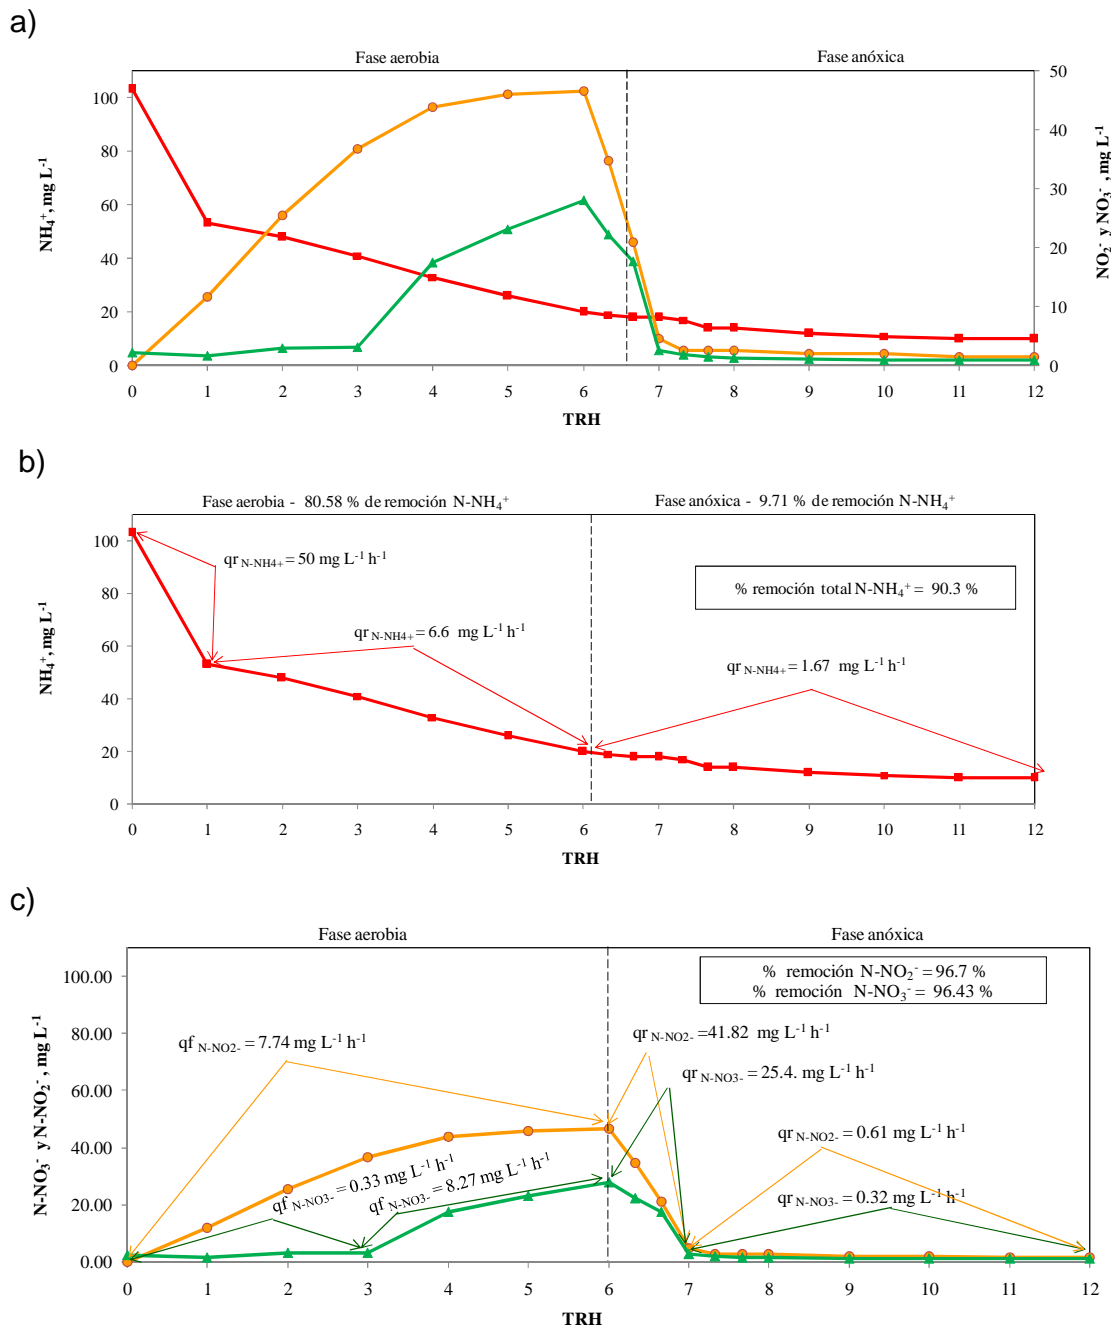 a)
Fase aerobia
Fase anóxica
NH₄⁺, mg L⁻¹
100
80
60
40
20
0
50
40
30
20
10
0
NO₂⁻ y NO₃⁻, mg L⁻¹
0 1 2 3 4 5 6 7 8 9 10 11 12
TRH
b)
Fase aerobia - 80.58 % de remoción N-NH₄⁺
Fase anóxica - 9.71 % de remoción N-NH₄⁺
NH₄⁺, mg L⁻¹
100
80
60
40
20
0
qr N-NH4+ = 50 mg L⁻¹ h⁻¹
% remoción total N-NH₄⁺ = 90.3 %
qr N-NH4+ = 6.6 mg L⁻¹ h⁻¹
qr N-NH4+ = 1.67 mg L⁻¹ h⁻¹
0 1 2 3 4 5 6 7 8 9 10 11 12
TRH
c)
Fase aerobia
Fase anóxica
N-NO₃⁻ y N-NO₂⁻, mg L⁻¹
100.00
80.00
60.00
40.00
20.00
0.00
% remoción N-NO₂⁻ = 96.7 %
% remoción N-NO₃⁻ = 96.43 %
qf N-NO2- = 7.74 mg L⁻¹ h⁻¹
qr N-NO2- =41.82 mg L⁻¹ h⁻¹
qr N-NO3- = 25.4. mg L⁻¹ h⁻¹
qf N-NO3- = 0.33 mg L⁻¹ h⁻¹
qf N-NO3- = 8.27 mg L⁻¹ h⁻¹
qr N-NO2- = 0.61 mg L⁻¹ h⁻¹
qr N-NO3- = 0.32 mg L⁻¹ h⁻¹
0 1 2 3 4 5 6 7 8 9 10 11 12
TRH